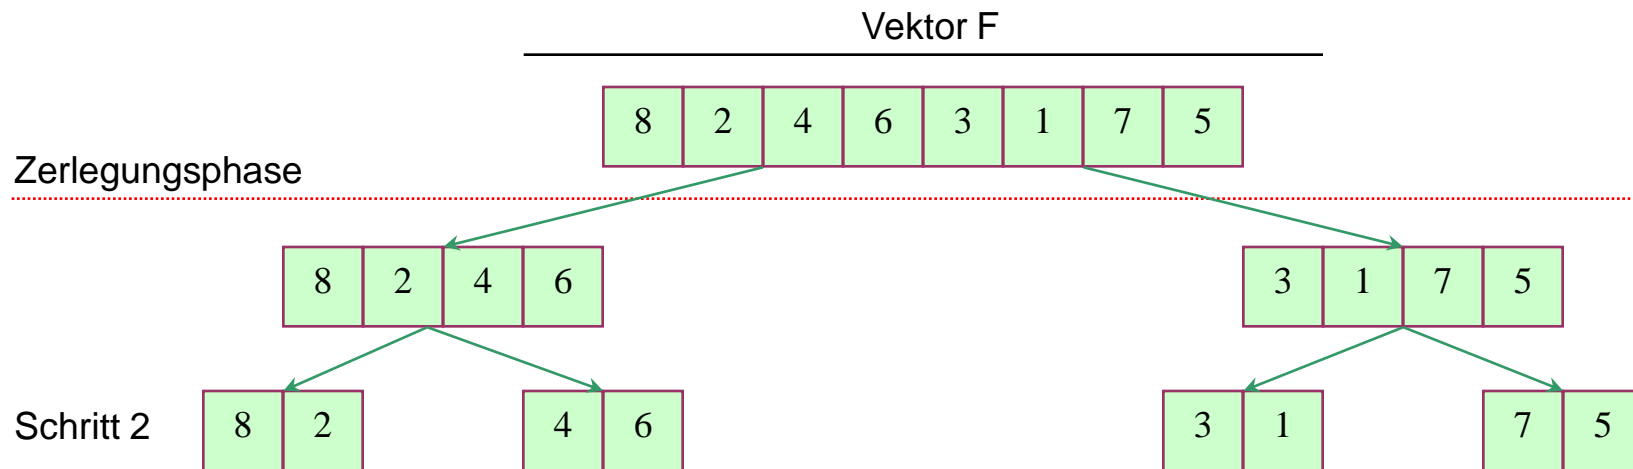 Vektor F
8 2 4 6 3 1 7 5
Zerlegungsphase
8 2 4 6 3 1 7 5
Schritt 2 8 2 4 6 3 1 7 5